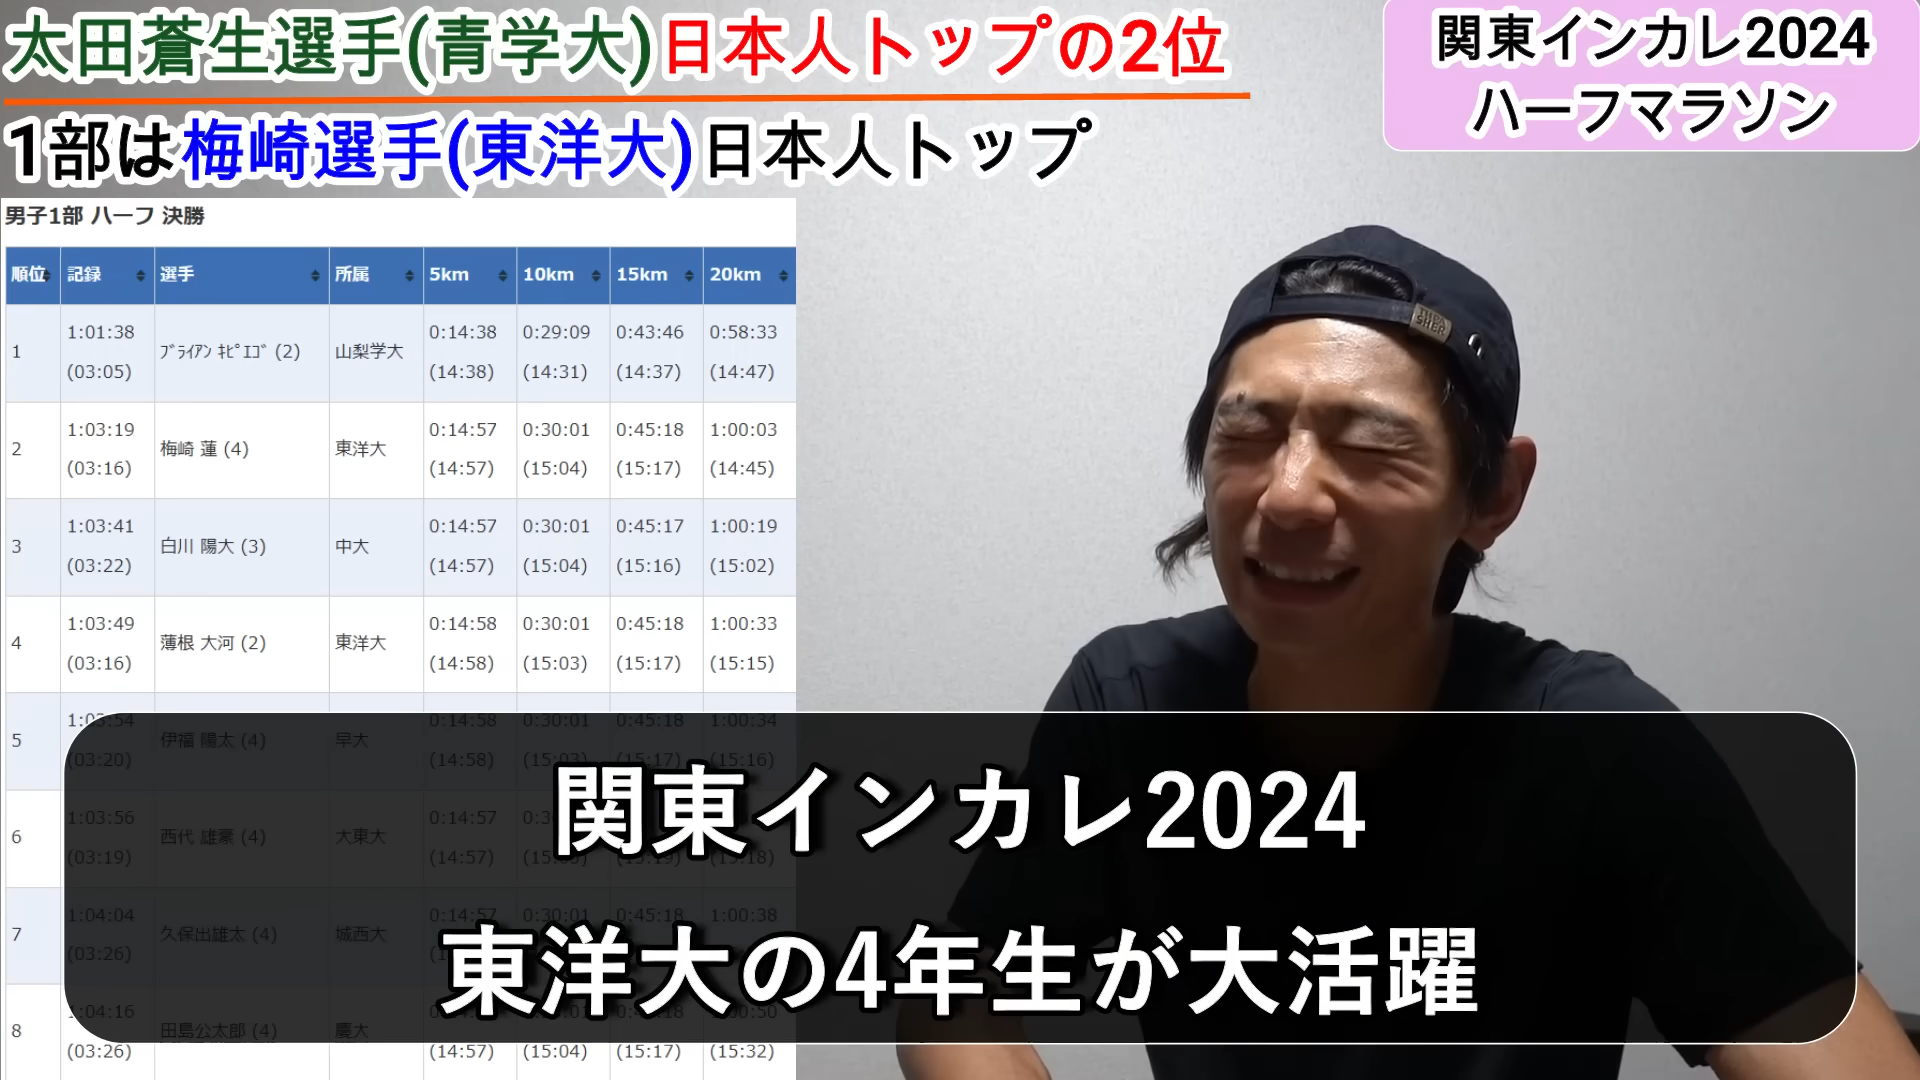 太田蒼生選手(青学大)日本人トップの2位
1部は梅崎選手(東洋大)日本人トップ
関東インカレ2024
ハーフマラソン
男子1部 ハーフ 決勝
順位 記録 選手 所属 5km 10km 15km 20km
1 1:01:38 ﾌﾞﾗｲｱﾝ ｷﾋﾟｴｺﾞ (2) 山梨学大 0:14:38 0:29:09 0:43:46 0:58:33
(03:05) (14:38) (14:31) (14:37) (14:47)
2 1:03:19 梅崎 蓮 (4) 東洋大 0:14:57 0:30:01 0:45:18 1:00:03
(03:16) (14:57) (15:04) (15:17) (14:45)
3 1:03:41 白川 陽大 (3) 中大 0:14:57 0:30:01 0:45:17 1:00:19
(03:22) (14:57) (15:04) (15:16) (15:02)
4 1:03:49 薄根 大河 (2) 東洋大 0:14:58 0:30:01 0:45:18 1:00:33
(03:16) (14:58) (15:03) (15:17) (15:15)
5 1:03:54 伊福 陽太 (4) 早大 0:14:58 0:30:01 0:45:18 1:00:34
(03:20) (14:58) (15:03) (15:17) (15:16)
6 1:03:56 西代 雄豪 (4) 大東大 0:14:57
(03:19) (14:57)
7 1:04:04 久保出雄太 (4) 城西大 0:14:57 0:30:01 0:45:18 1:00:38
(03:26)
8 1:04:16 田島公太郎 (4) 慶大
(03:26) (14:57) (15:04) (15:17) (15:32)
関東インカレ2024
東洋大の4年生が大活躍